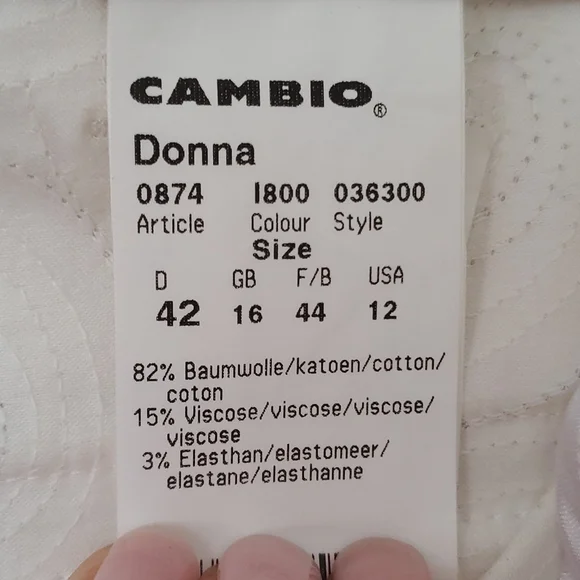 CAMBIO®
Donna
0874 I800 036300
Article Colour Style
Size
D GB F/B USA
42 16 44 12
82% Baumwolle/katoen/cotton/
coton
15% Viscose/viscose/viscose/
viscose
3% Elasthan/elastomeer/
elastane/elasthanne